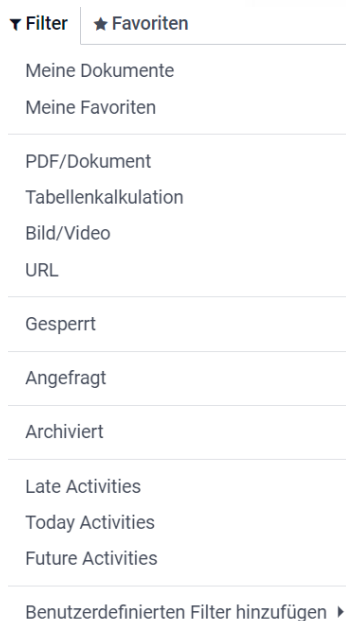 Filter Favoriten
Meine Dokumente
Meine Favoriten
PDF/Dokument
Tabellenkalkulation
Bild/Video
URL
Gesperrt
Angefragt
Archiviert
Late Activities
Today Activities
Future Activities
Benutzerdefinierten Filter hinzufügen